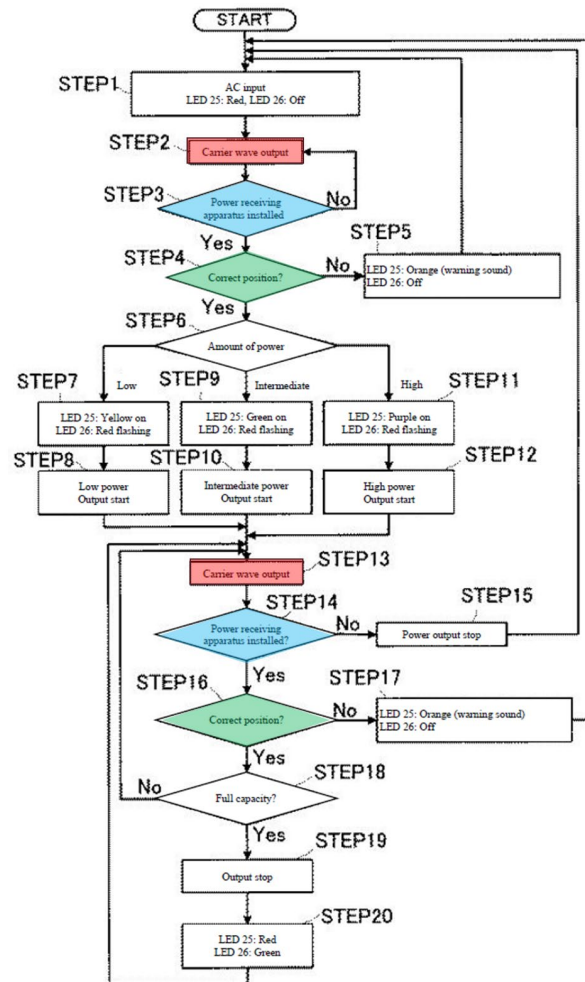 START
STEP1
AC input
LED 25: Red, LED 26: Off
STEP2
Carrier wave output
STEP3
Power receiving
apparatus installed
No
Yes
STEP4
Correct position?
No
Yes
STEP5
LED 25: Orange (warning sound)
LED 26: Off
STEP6
Amount of power
Low
Intermediate
High
STEP7
LED 25: Yellow on
LED 26: Red flashing
STEP9
LED 25: Green on
LED 26: Red flashing
STEP11
LED 25: Purple on
LED 26: Red flashing
STEP8
Low power
Output start
STEP10
Intermediate power
Output start
STEP12
High power
Output start
Carrier wave output
STEP13
STEP14
Power receiving
apparatus installed?
No
Yes
STEP15
Power output stop
STEP16
Correct position?
No
Yes
STEP17
LED 25: Orange (warning sound)
LED 26: Off
STEP18
Full capacity?
No
Yes
STEP19
Output stop
STEP20
LED 25: Red
LED 26: Green